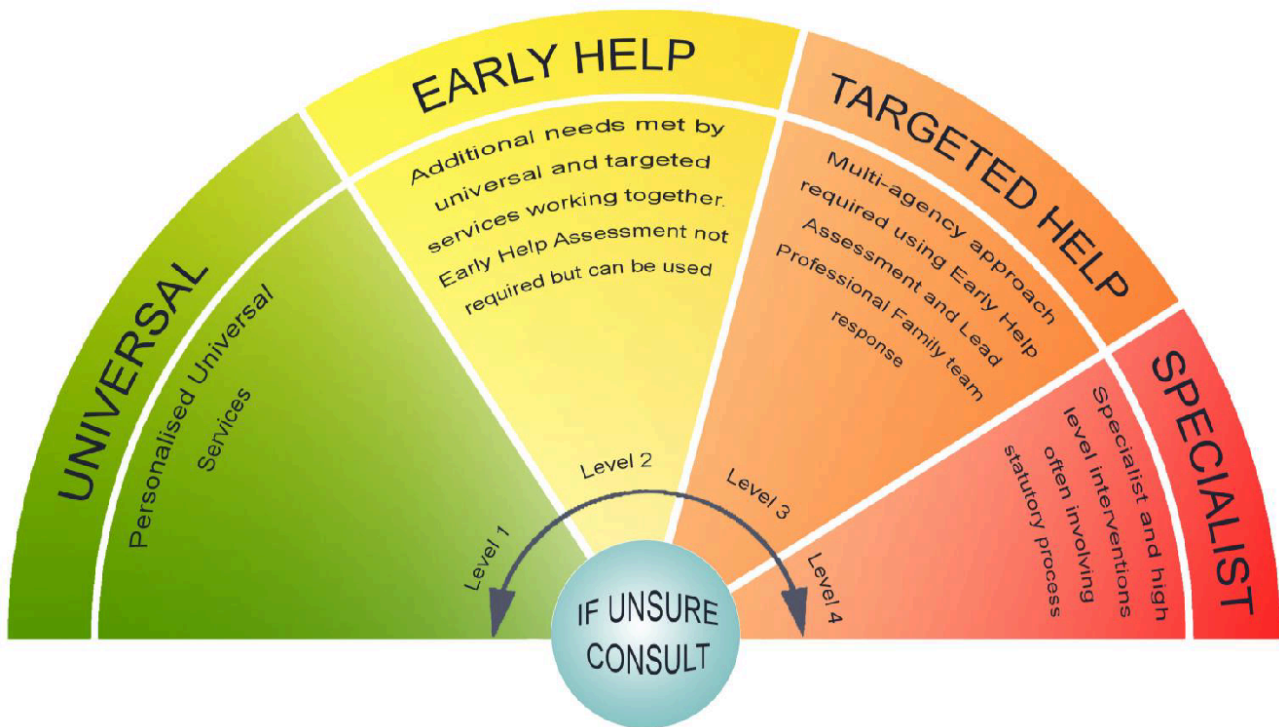 UNIVERSAL
Personalised Universal
Services
Level 1
EARLY HELP
Additional needs met by
universal and targeted
services working together.
Early Help Assessment not
required but can be used
Level 2
TARGETED HELP
Multi-agency approach
required using Early Help
Assessment and Lead
Professional Family team
response
Level 3
SPECIALIST
Specialist and high
level interventions
often involving
statutory process
Level 4
IF UNSURE
CONSULT